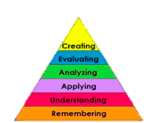 Creating
Evaluating
Analyzing
Applying
Understanding
Remembering